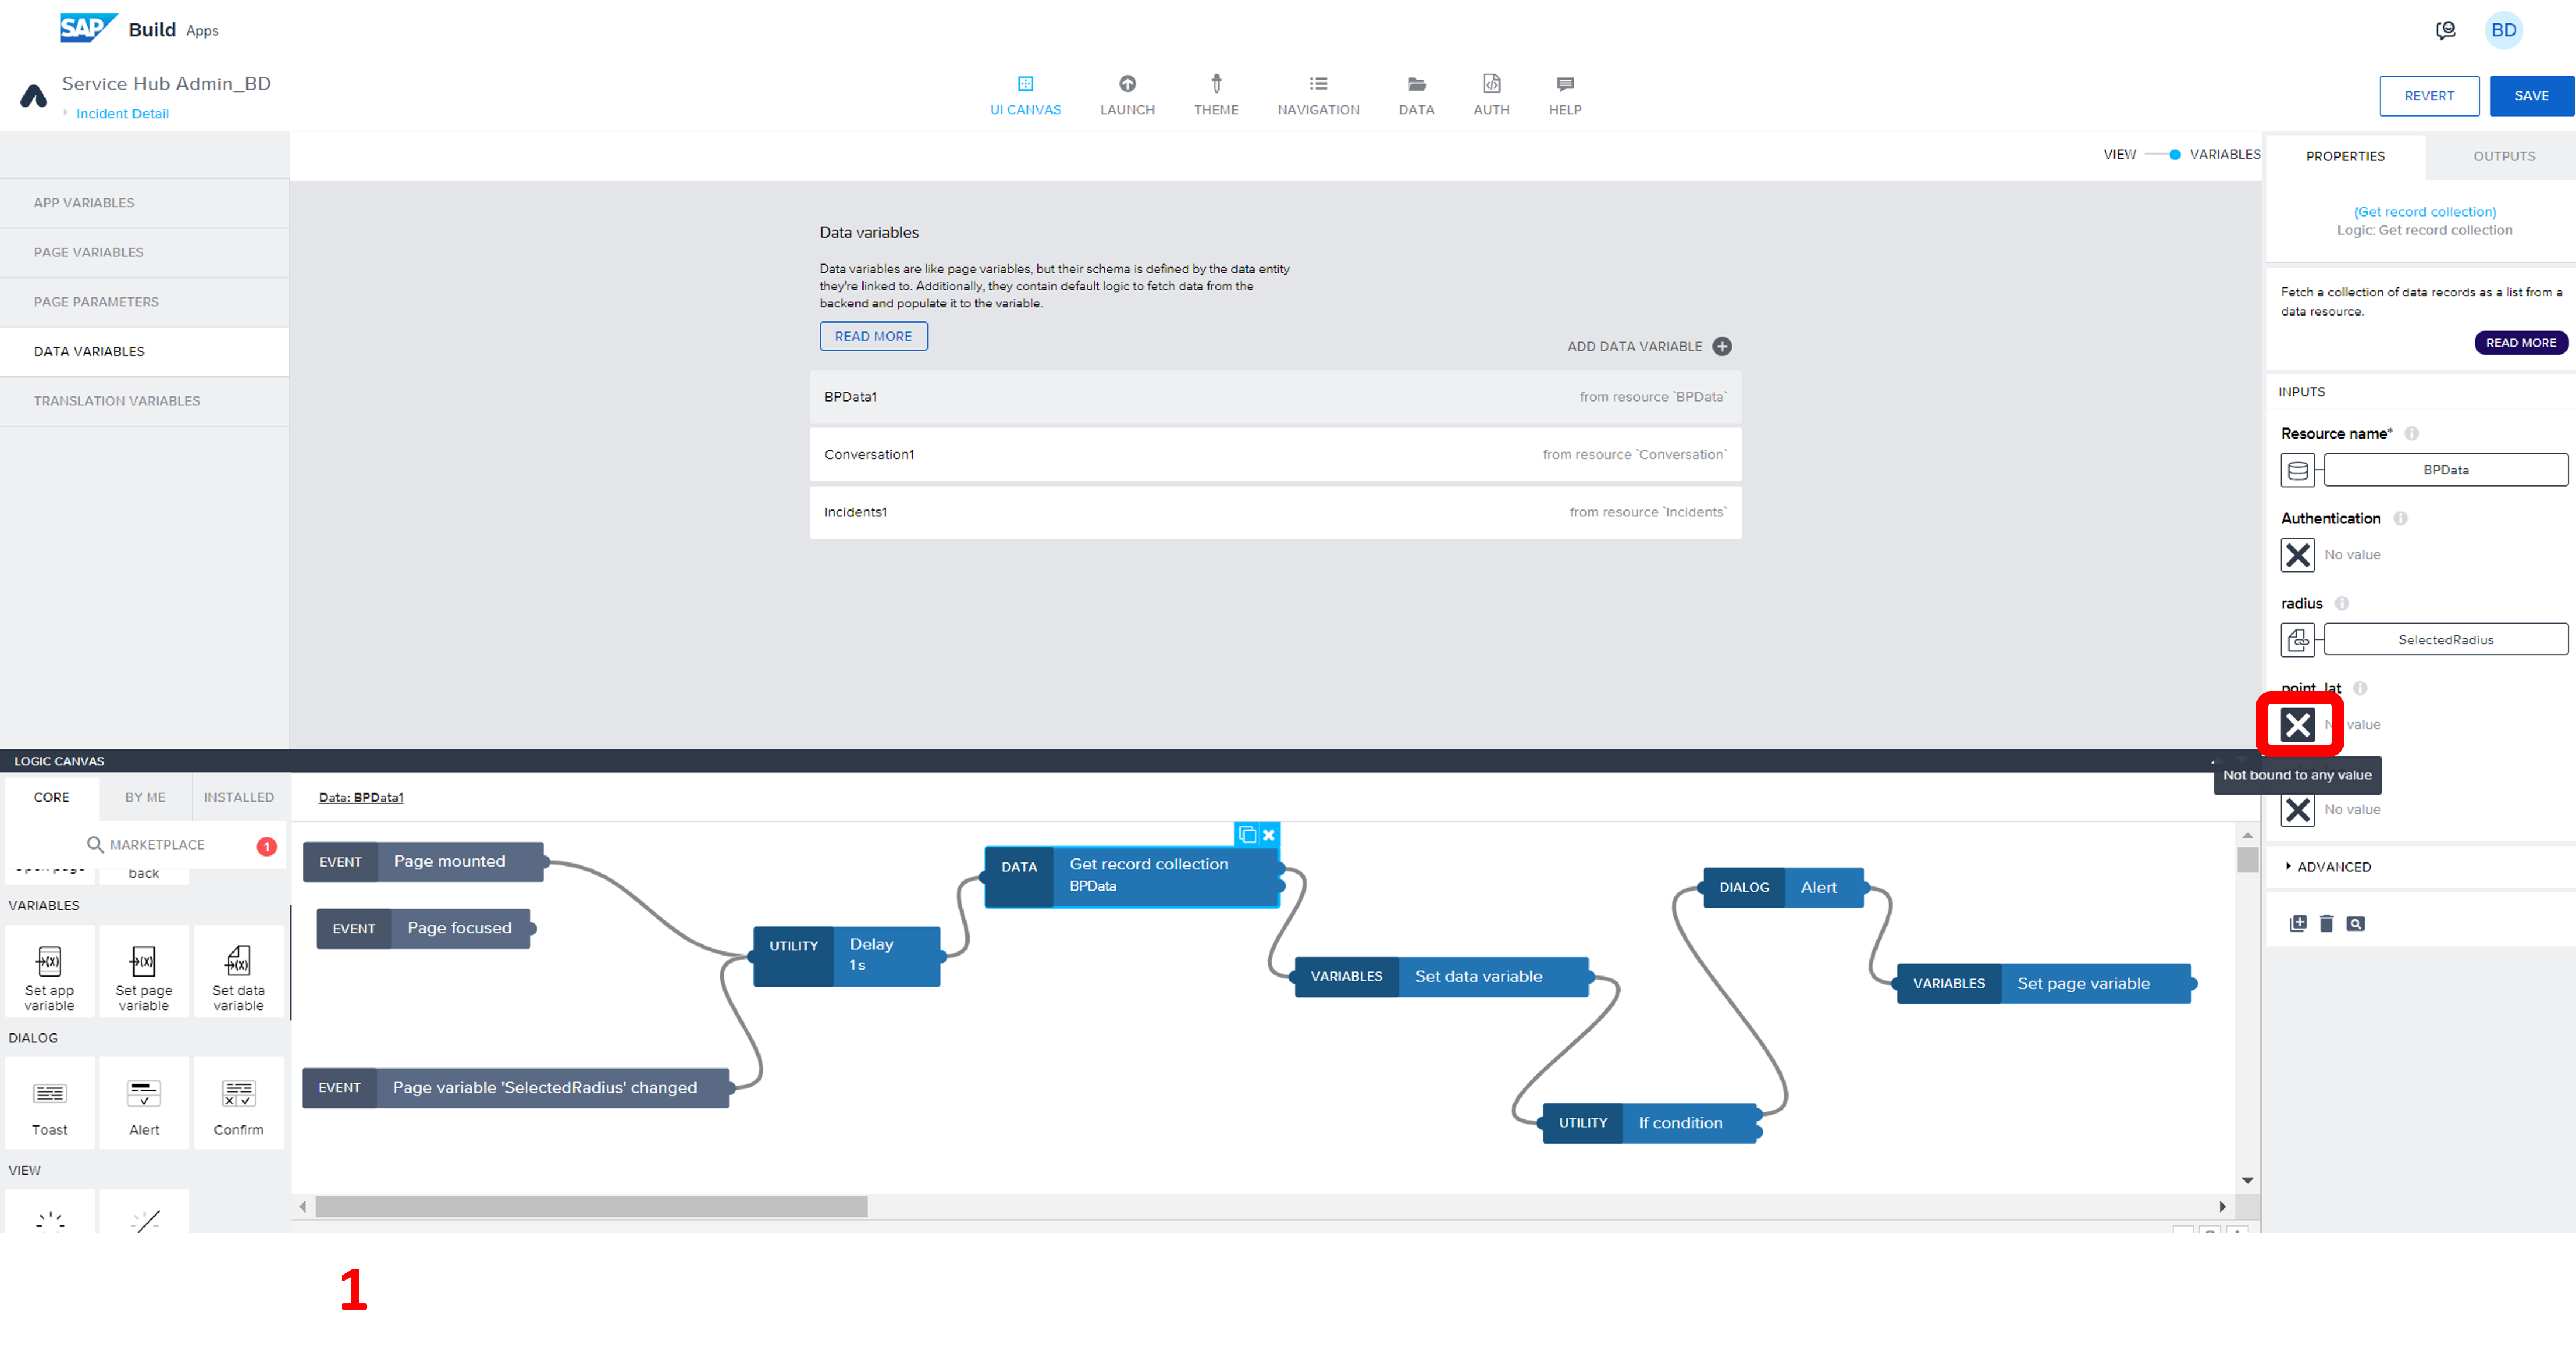 SAP Build Apps
BD
Service Hub Admin_BD
Incident Detail
UI CANVAS
LAUNCH
THEME
NAVIGATION
DATA
AUTH
HELP
REVERT
SAVE
VIEW
VARIABLES
PROPERTIES
OUTPUTS
APP VARIABLES
PAGE VARIABLES
PAGE PARAMETERS
DATA VARIABLES
TRANSLATION VARIABLES
Data variables
Data variables are like page variables, but their schema is defined by the data entity
they're linked to. Additionally, they contain default logic to fetch data from the
backend and populate it to the variable.
READ MORE
ADD DATA VARIABLE
BPData1
from resource `BPData`
Conversation1
from resource `Conversation`
Incidents1
from resource `Incidents`
(Get record collection)
Logic: Get record collection
Fetch a collection of data records as a list from a
data resource.
READ MORE
INPUTS
Resource name*
BPData
Authentication
No value
radius
SelectedRadius
point_lat
value
Not bound to any value
No value
ADVANCED
LOGIC CANVAS
CORE
BY ME
INSTALLED
MARKETPLACE
1
back
VARIABLES
Set app
variable
Set page
variable
Set data
variable
DIALOG
Toast
Alert
Confirm
VIEW
Data: BPData1
EVENT Page mounted
EVENT Page focused
EVENT Page variable 'SelectedRadius' changed
UTILITY Delay
1 s
DATA Get record collection
BPData
VARIABLES Set data variable
UTILITY If condition
DIALOG Alert
VARIABLES Set page variable
1